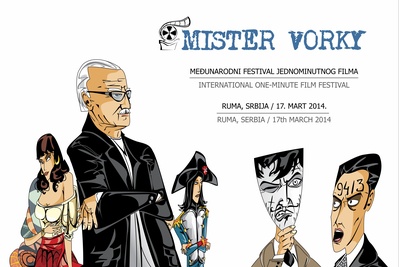 MISTER VORKY
MEĐUNARODNI FESTIVAL JEDNOMINUTNOG FILMA
INTERNATIONAL ONE-MINUTE FILM FESTIVAL
RUMA, SRBIJA / 17. MART 2014.
RUMA, SERBIA / 17th MARCH 2014
9413